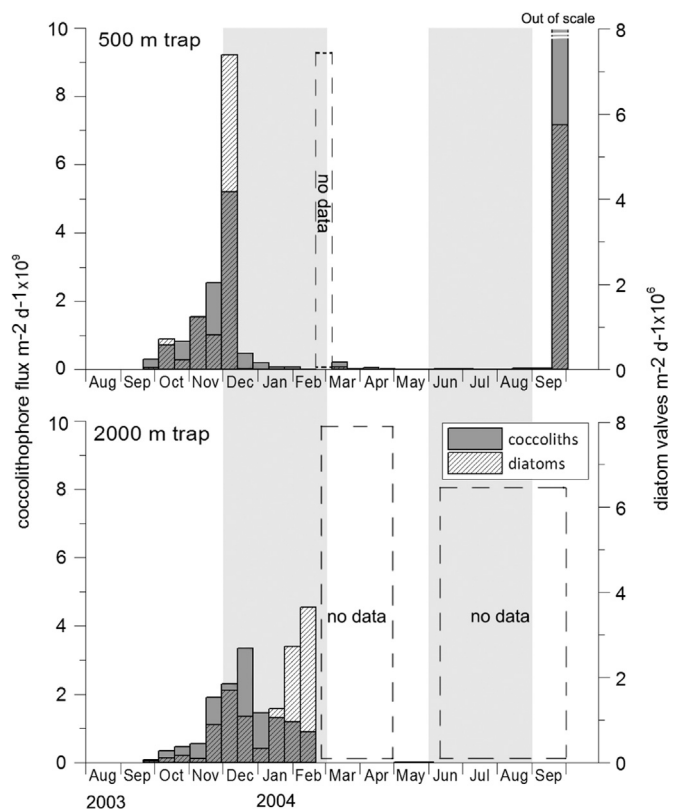 Out of scale
10
8
6
4
2
0
500 m trap
no data
8
6
4
2
0
Aug Sep Oct Nov Dec Jan Feb Mar Apr May Jun Jul Aug Sep
coccolithophore flux m-2 d-1x10⁹
diatom valves m-2 d-1x10⁶
10
8
6
4
2
0
2000 m trap
coccoliths
diatoms
no data
no data
8
6
4
2
0
Aug Sep Oct Nov Dec Jan Feb Mar Apr May Jun Jul Aug Sep
2003 2004